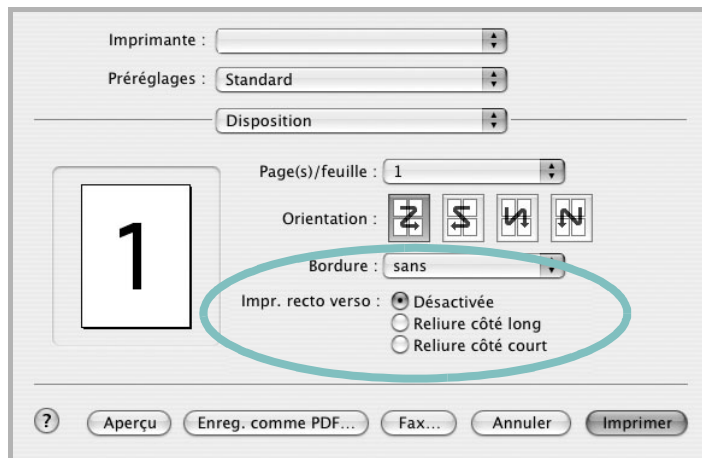 Imprimante :
Préréglages : Standard
Disposition
Page(s)/feuille : 1
1
Orientation :
Bordure : sans
Impr. recto verso : Désactivée
Reliure côté long
Reliure côté court
? Aperçu Enreg. comme PDF... Fax... Annuler Imprimer